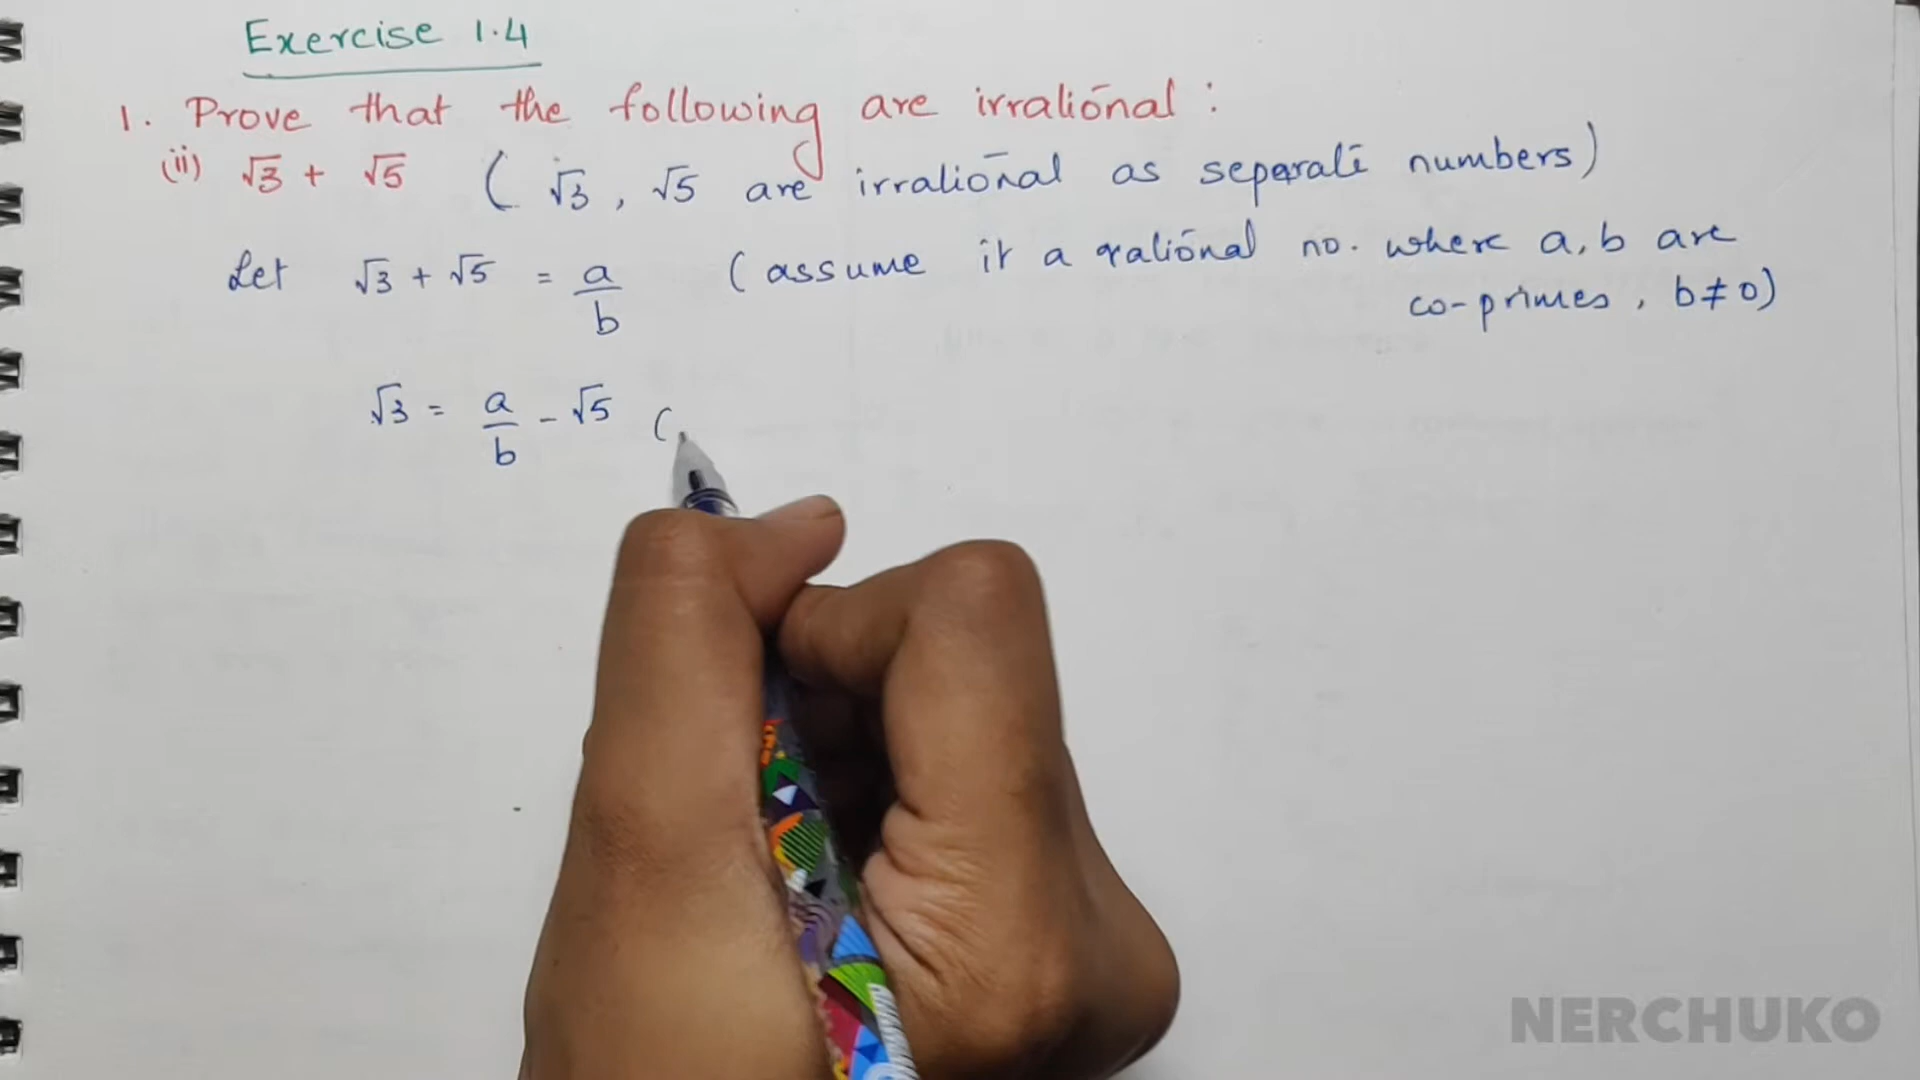 Exercise 1.4
1. Prove that the following are irrational :
(ii) √3 + √5 ( √3 , √5 are irrational as separate numbers)
Let √3 + √5 = a/b (assume it a rational no. where a, b are
co-primes , b≠0)
√3 = a/b - √5 (
NERCHUKO